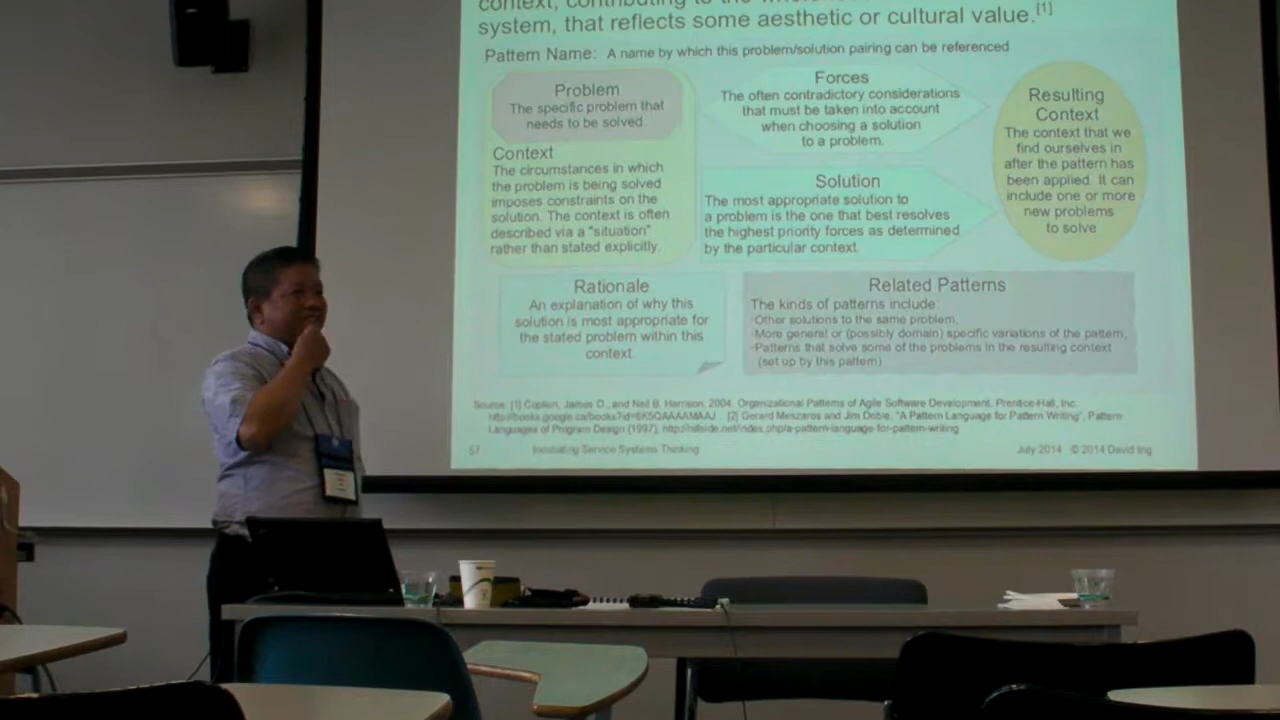 context, contributing to the
system, that reflects some aesthetic or cultural value.[1]
Pattern Name: A name by which this problem/solution pairing can be referenced
Problem
The specific problem that
needs to be solved.
Context
The circumstances in which
the problem is being solved
imposes constraints on the
solution. The context is often
described via a "situation"
rather than stated explicitly.
Forces
The often contradictory considerations
that must be taken into account
when choosing a solution
to a problem.
Solution
The most appropriate solution to
a problem is the one that best resolves
the highest priority forces as determined
by the particular context.
Resulting
Context
The context that we
find ourselves in
after the pattern has
been applied. It can
include one or more
new problems
to solve
Rationale
An explanation of why this
solution is most appropriate for
the stated problem within this
context.
Related Patterns
The kinds of patterns include:
·Other solutions to the same problem,
·More general or (possibly domain) specific variations of the pattern,
·Patterns that solve some of the problems in the resulting context
(set up by this pattern)
Source: [1] Coplien, James O., and Neil B. Harrison. 2004. Organizational Patterns of Agile Software Development. Prentice-Hall, Inc.
http://books.google.ca/books?id=6K5QAAAAMAAJ . [2] Gerard Meszaros and Jim Doble, "A Pattern Language for Pattern Writing", Pattern
Languages of Program Design (1997), http://hillside.net/index.php/a-pattern-language-for-pattern-writing
57 Incubating Service Systems Thinking July 2014 © 2014 David Ing